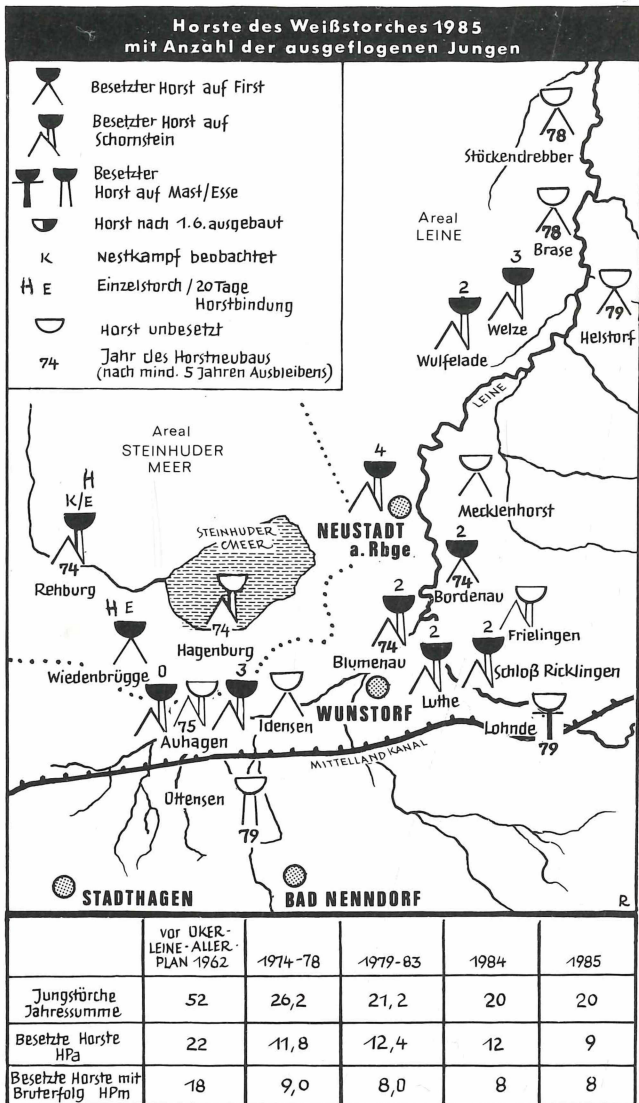 Horste des Weißstorches 1985
mit Anzahl der ausgeflogenen Jungen
Besetzter Horst auf First
Besetzter Horst auf
Schornstein
Besetzter
Horst auf Mast/Esse
Horst nach 1.6. ausgebaut
K Nestkampf beobachtet
H E Einzelstorch / 20 Tage
Horstbindung
Horst unbesetzt
74 Jahr des Horstneubaus
(nach mind. 5 Jahren Ausbleibens)
78
Stöckendrebber
Areal
LEINE
78
Brase
3
Welze
2
Wulfelade
79
Helstorf
LEINE
Areal
STEINHUDER
MEER
4
NEUSTADT
a. Rbge
Mecklenhorst
H
K/E
74
Rehburg
STEINHUDER
MEER
74
Hagenburg
2
74
Bordenau
Frielingen
H E
Wiedenbrügge
2
74
Blumenau
2
Luthe
2
Schloß Ricklingen
0
75
Auhagen
3
Idensen
WUNSTORF
Lohnde
79
MITTELLANDKANAL
Ottensen
79
STADTHAGEN
BAD NENNDORF
R
vor OKER-
LEINE-ALLER-
PLAN 1962 1974-78 1979-83 1984 1985
Jungstörche
Jahressumme 52 26,2 21,2 20 20
Besetzte Horste
HPa 22 11,8 12,4 12 9
Besetzte Horste mit
Bruterfolg HPm 18 9,0 8,0 8 8